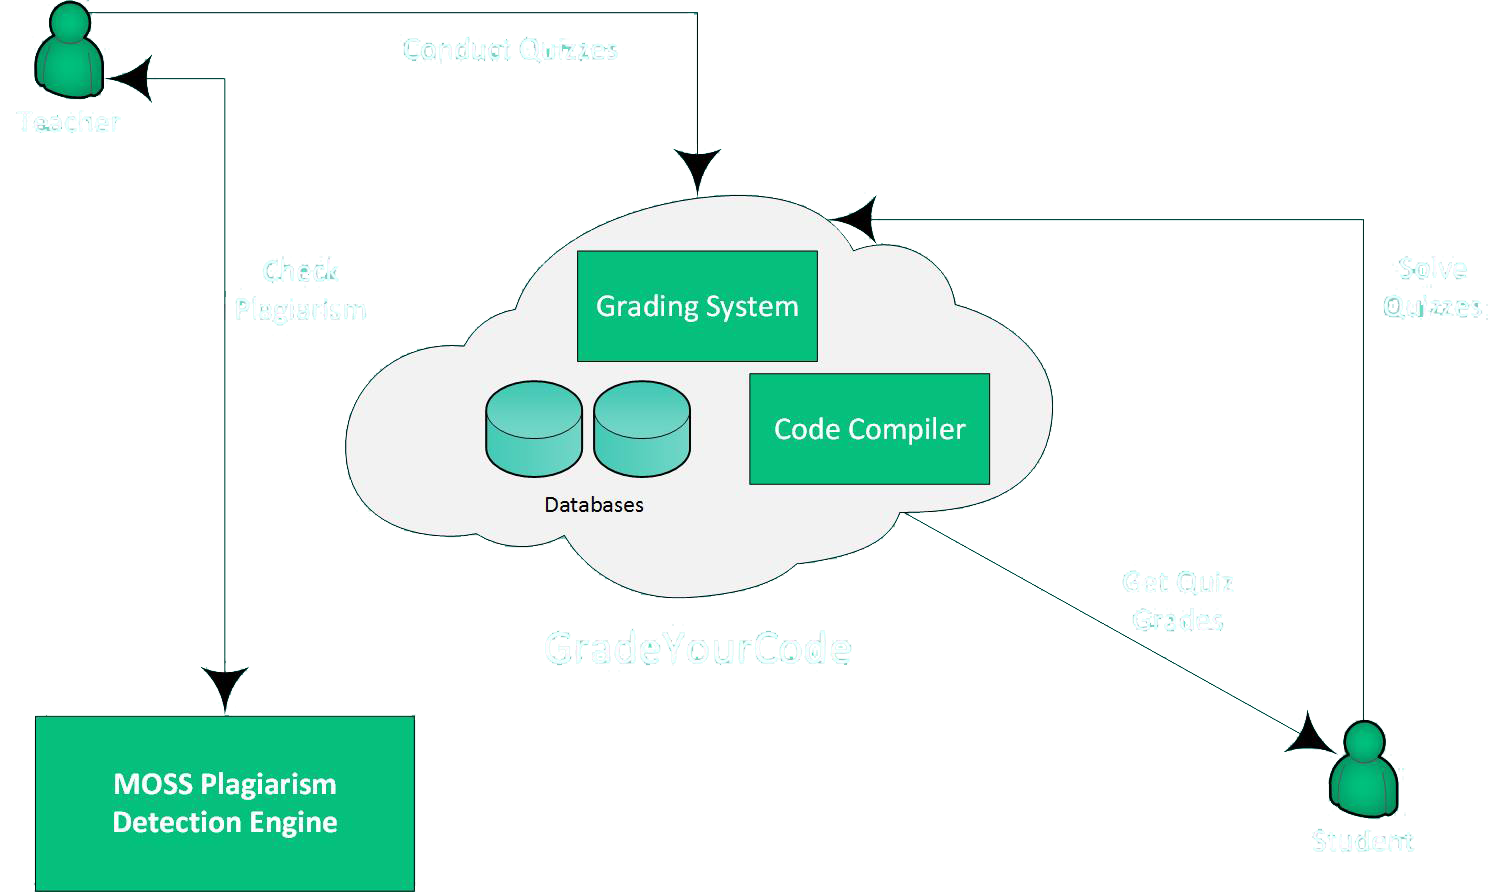 Conduct Quizzes
Teacher
Check
Plagiarism
Solve
Quizzes
Grading System
Code Compiler
Databases
Get Quiz
Grades
GradeYourCode
MOSS Plagiarism
Detection Engine
Student